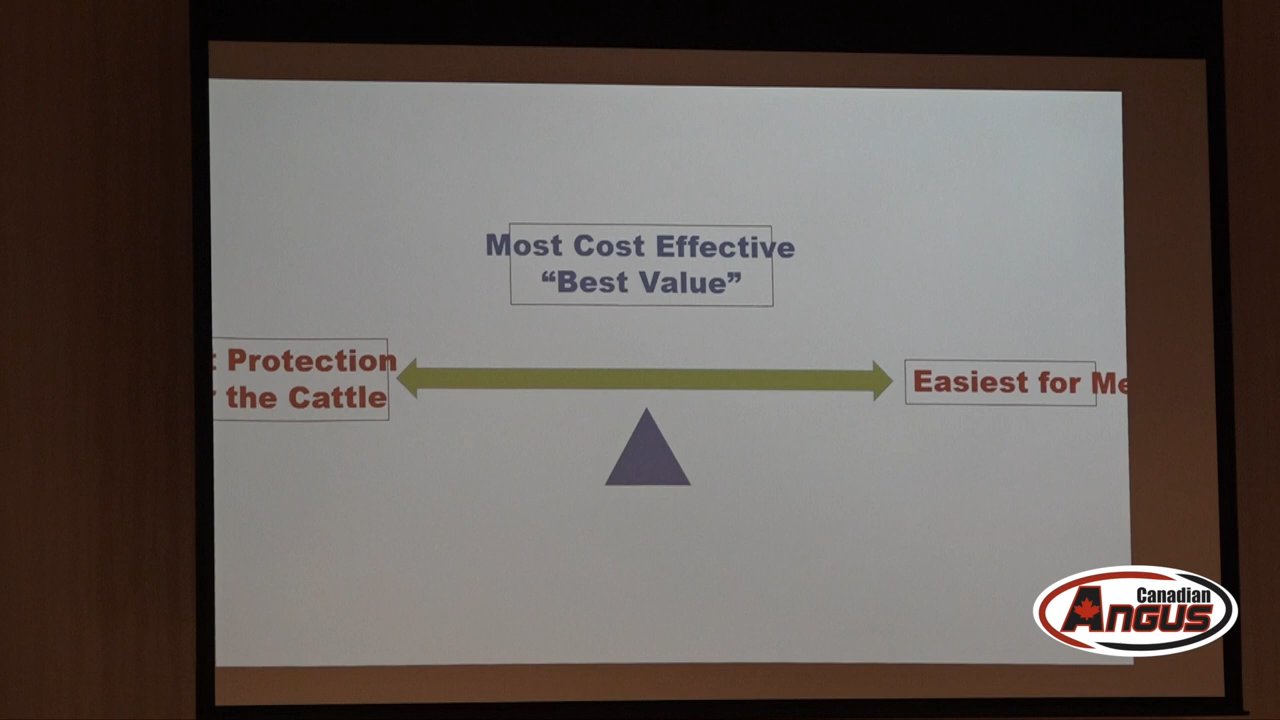 Most Cost Effective
“Best Value”
Protection
the Cattle
Easiest for Me
Canadian
ANGUS